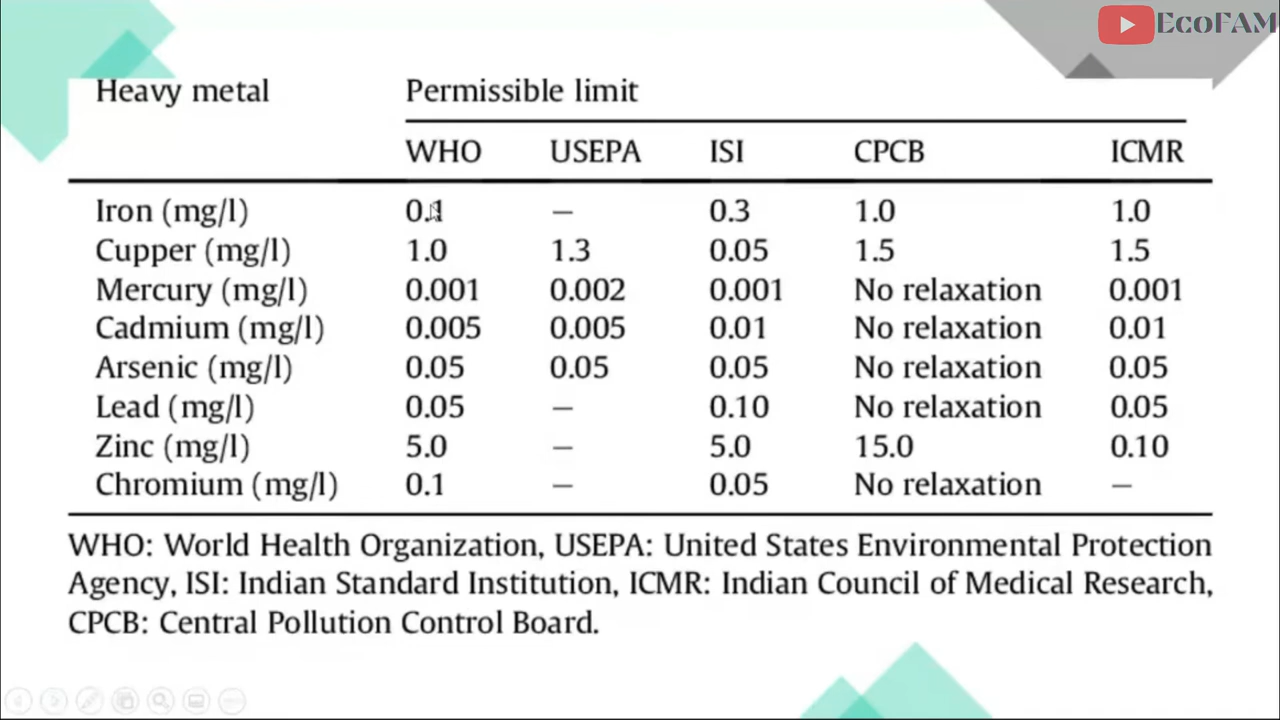 EcoFAM
Heavy metal Permissible limit
WHO USEPA ISI CPCB ICMR
Iron (mg/l) 0.1 – 0.3 1.0 1.0
Cupper (mg/l) 1.0 1.3 0.05 1.5 1.5
Mercury (mg/l) 0.001 0.002 0.001 No relaxation 0.001
Cadmium (mg/l) 0.005 0.005 0.01 No relaxation 0.01
Arsenic (mg/l) 0.05 0.05 0.05 No relaxation 0.05
Lead (mg/l) 0.05 – 0.10 No relaxation 0.05
Zinc (mg/l) 5.0 – 5.0 15.0 0.10
Chromium (mg/l) 0.1 – 0.05 No relaxation –
WHO: World Health Organization, USEPA: United States Environmental Protection
Agency, ISI: Indian Standard Institution, ICMR: Indian Council of Medical Research,
CPCB: Central Pollution Control Board.